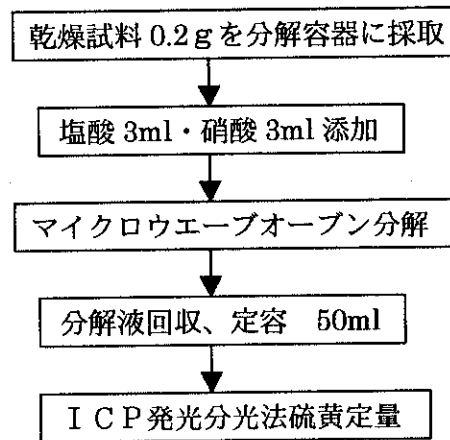 乾燥試料 0.2ｇを分解容器に採取
塩酸 3ml・硝酸 3ml 添加
マイクロウエーブオーブン分解
分解液回収、定容　50ml
ＩＣＰ発光分光法硫黄定量